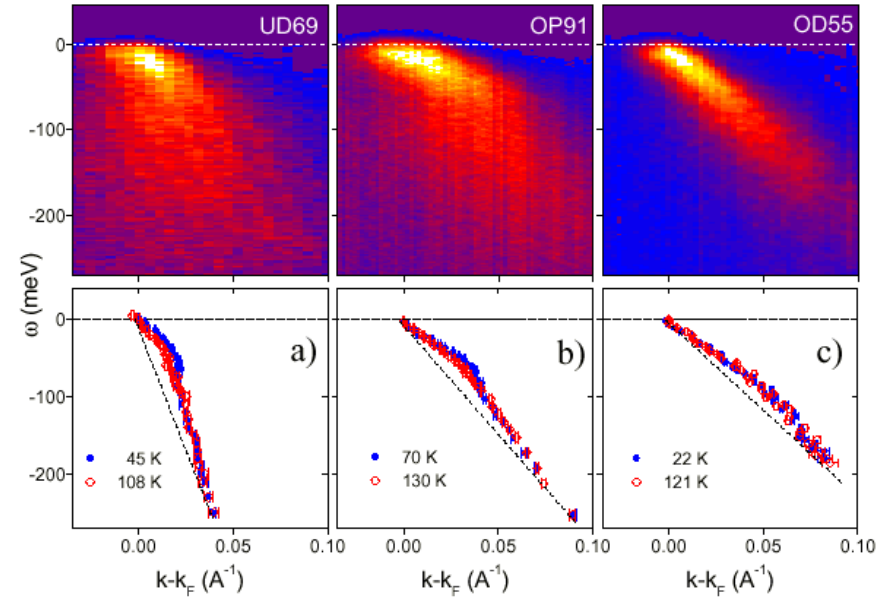 UD69 OP91 OD55
0
-100
-200
ω (meV)
0
-100
-200
a) b) c)
45 K 70 K 22 K
108 K 130 K 121 K
0.00 0.05 0.10 0.00 0.05 0.10 0.00 0.05 0.10
k-k_F (A⁻¹) k-k_F (A⁻¹) k-k_F (A⁻¹)